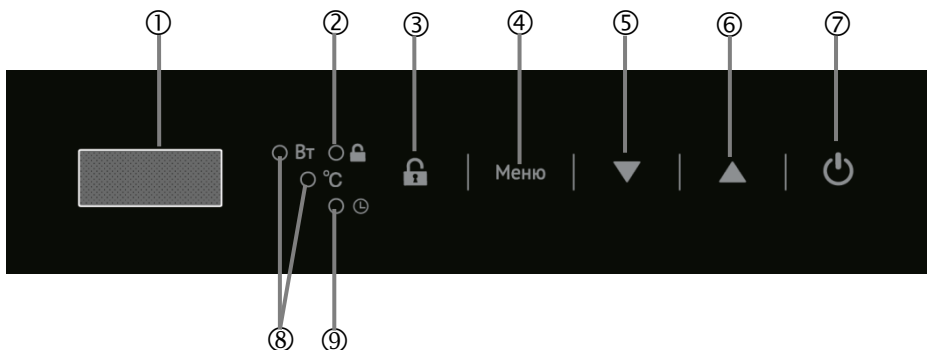 ① ② ③ ④ ⑤ ⑥ ⑦
Вт
°C
Меню
⑧ ⑨